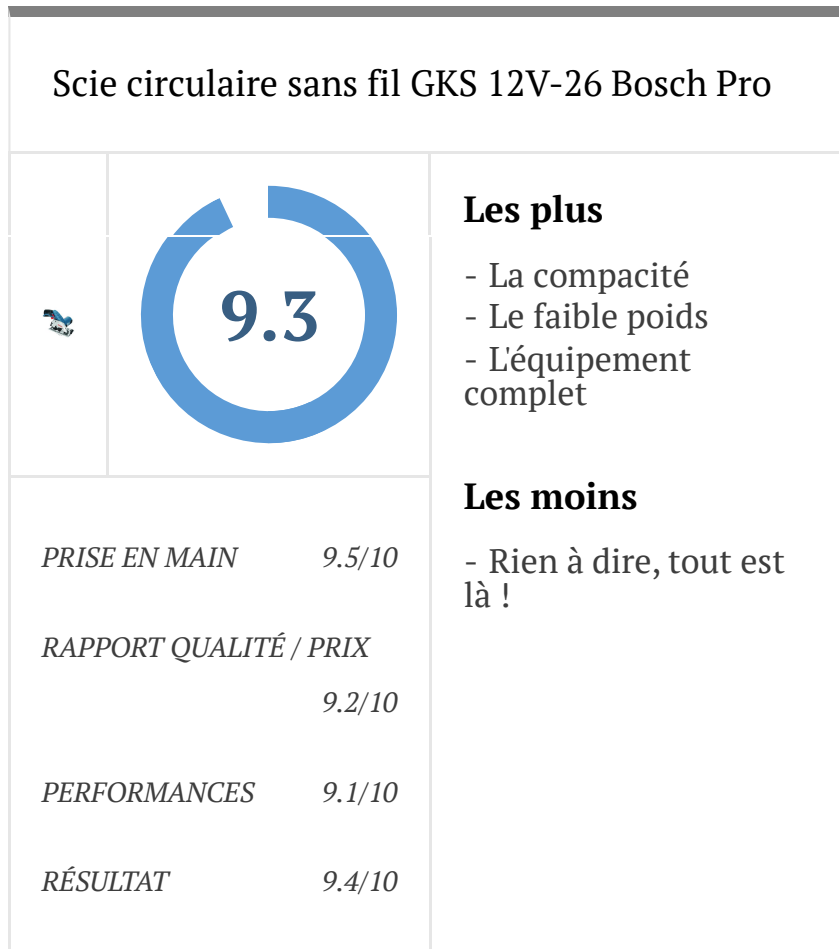 Scie circulaire sans fil GKS 12V-26 Bosch Pro
9.3
PRISE EN MAIN 9.5/10
RAPPORT QUALITÉ / PRIX
9.2/10
PERFORMANCES 9.1/10
RÉSULTAT 9.4/10
Les plus
- La compacité
- Le faible poids
- L'équipement
complet
Les moins
- Rien à dire, tout est
là !